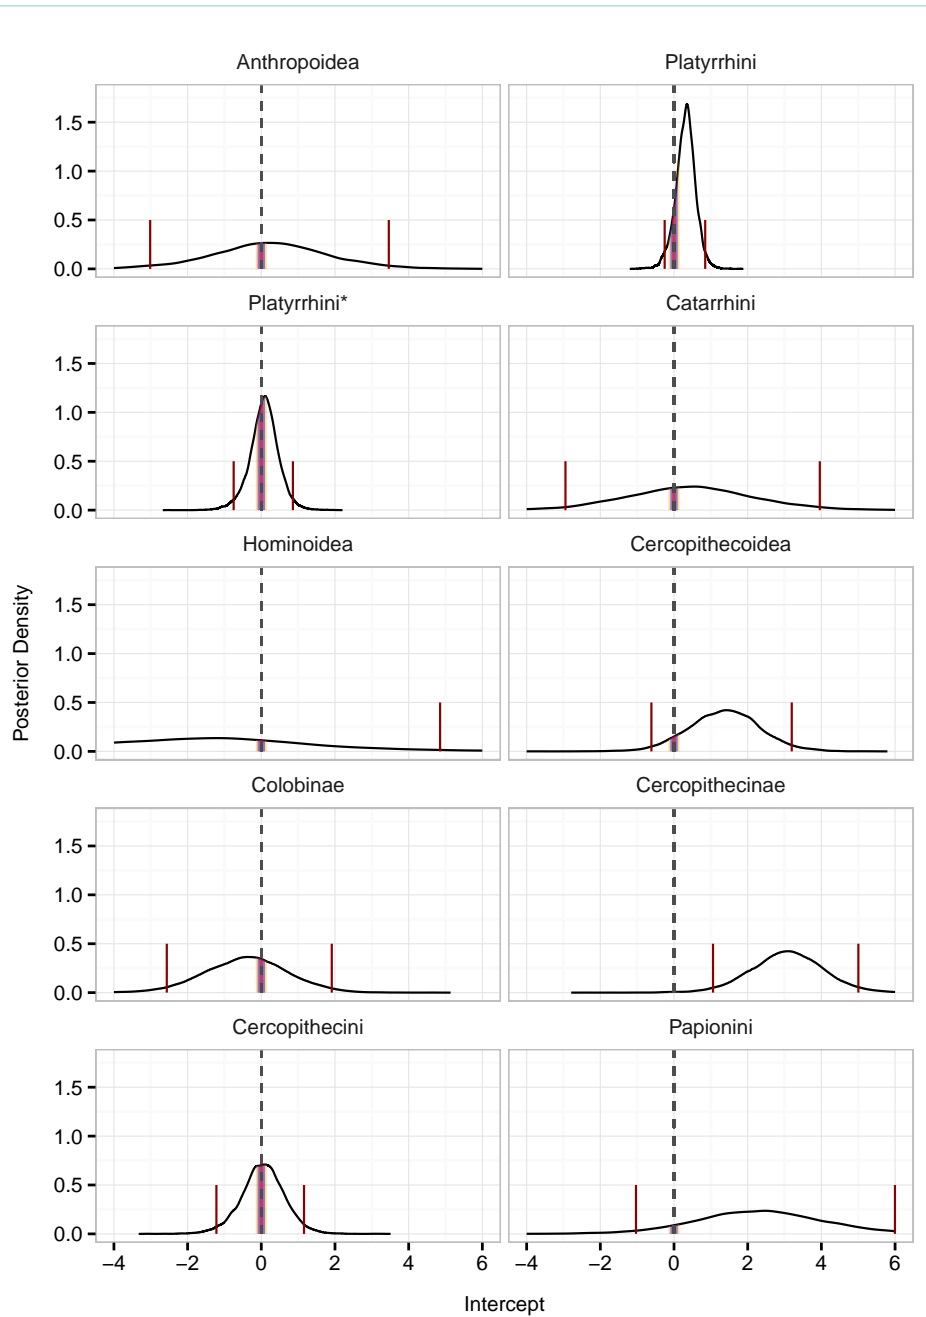 Anthropoidea
Platyrrhini
1.5
1.0
0.5
0.0
Platyrrhini*
Catarrhini
1.5
1.0
0.5
0.0
Hominoidea
Cercopithecoidea
1.5
1.0
0.5
0.0
Colobinae
Cercopithecinae
1.5
1.0
0.5
0.0
Cercopithecini
Papionini
1.5
1.0
0.5
0.0
−4 −2 0 2 4 6
−4 −2 0 2 4 6
Intercept
Posterior Density